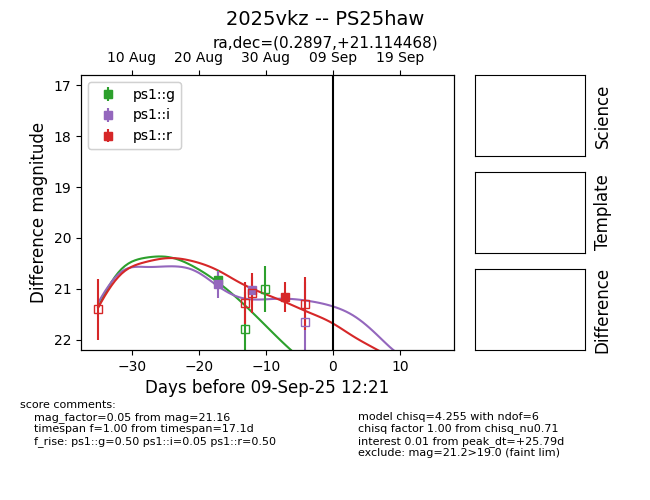 2025vkz -- PS25haw
ra,dec=(0.2897,+21.114468)
10 Aug 20 Aug 30 Aug 09 Sep 19 Sep
ps1::g
ps1::i
ps1::r
17
18
19
20
21
22
Difference magnitude
−30 −20 −10 0 10
Days before 09-Sep-25 12:21
Science
Template
Difference
score comments:
mag_factor=0.05 from mag=21.16
timespan f=1.00 from timespan=17.1d
f_rise: ps1::g=0.50 ps1::i=0.05 ps1::r=0.50
model chisq=4.255 with ndof=6
chisq factor 1.00 from chisq_nu0.71
interest 0.01 from peak_dt=+25.79d
exclude: mag=21.2>19.0 (faint lim)